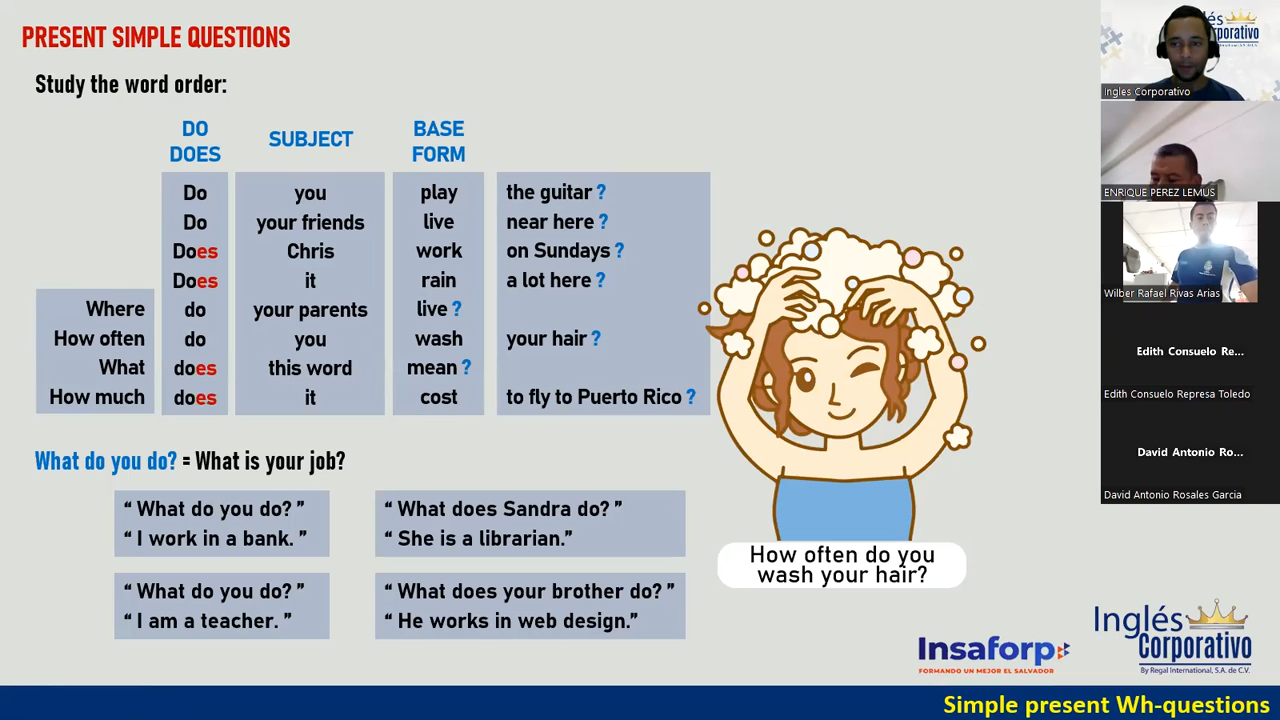 PRESENT SIMPLE QUESTIONS
Study the word order:
DO DOES
SUBJECT
BASE FORM
Do you play the guitar ?
Do your friends live near here ?
Does Chris work on Sundays ?
Does it rain a lot here ?
Where do your parents live ?
How often do you wash your hair ?
What does this word mean ?
How much does it cost to fly to Puerto Rico ?
What do you do? = What is your job?
“ What do you do? ”
“ I work in a bank. ”
“ What does Sandra do? ”
“ She is a librarian.”
“ What do you do? ”
“ I am a teacher. ”
“ What does your brother do? ”
“ He works in web design.”
How often do you
wash your hair?
Insaforp
FORMANDO UN MEJOR EL SALVADOR
Inglés
Corporativo
By Regal International, S.A. de C.V.
Simple present Wh-questions
Ingles Corporativo
ENRIQUE PEREZ LEMUS
Wilber Rafael Rivas Arias
Edith Consuelo Re...
Edith Consuelo Represa Toledo
David Antonio Ro...
David Antonio Rosales Garcia